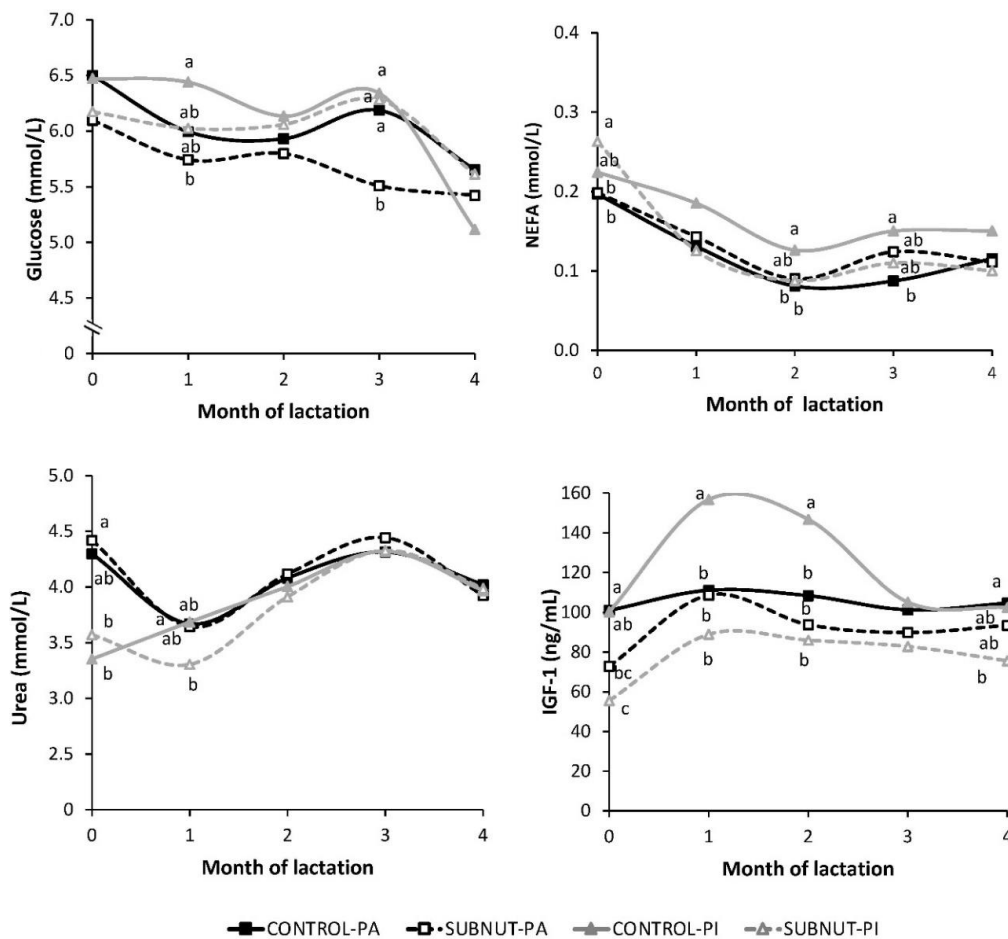 7.0
6.5
6.0
5.5
5.0
4.5
0
Glucose (mmol/L)
a
ab
ab
b
a
a
a
b
0 1 2 3 4
Month of lactation
0.4
0.3
0.2
0.1
0.0
NEFA (mmol/L)
a
ab
b
b
a
ab
b b
a
ab
ab
b
0 1 2 3 4
Month of lactation
5.0
4.5
4.0
3.5
3.0
2.5
0
Urea (mmol/L)
a
ab
b
b
ab
a
ab
b
0 1 2 3 4
Month of lactation
160
140
120
100
80
60
40
20
0
IGF-1 (ng/mL)
a
ab
bc
c
a
b
b
b
a
b
b
b
a
ab
ab
b
0 1 2 3 4
Month of lactation
CONTROL-PA SUBNUT-PA CONTROL-PI SUBNUT-PI